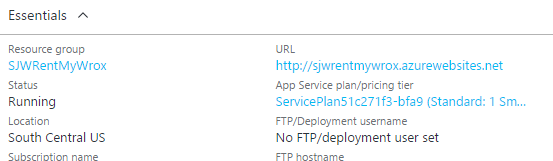 Essentials
Resource group
SJWRentMyWrox
URL
http://sjwrentmywrox.azurewebsites.net
Status
Running
App Service plan/pricing tier
ServicePlan51c271f3-bfa9 (Standard: 1 Sm...
Location
South Central US
FTP/Deployment username
No FTP/deployment user set
Subscription name
FTP hostname